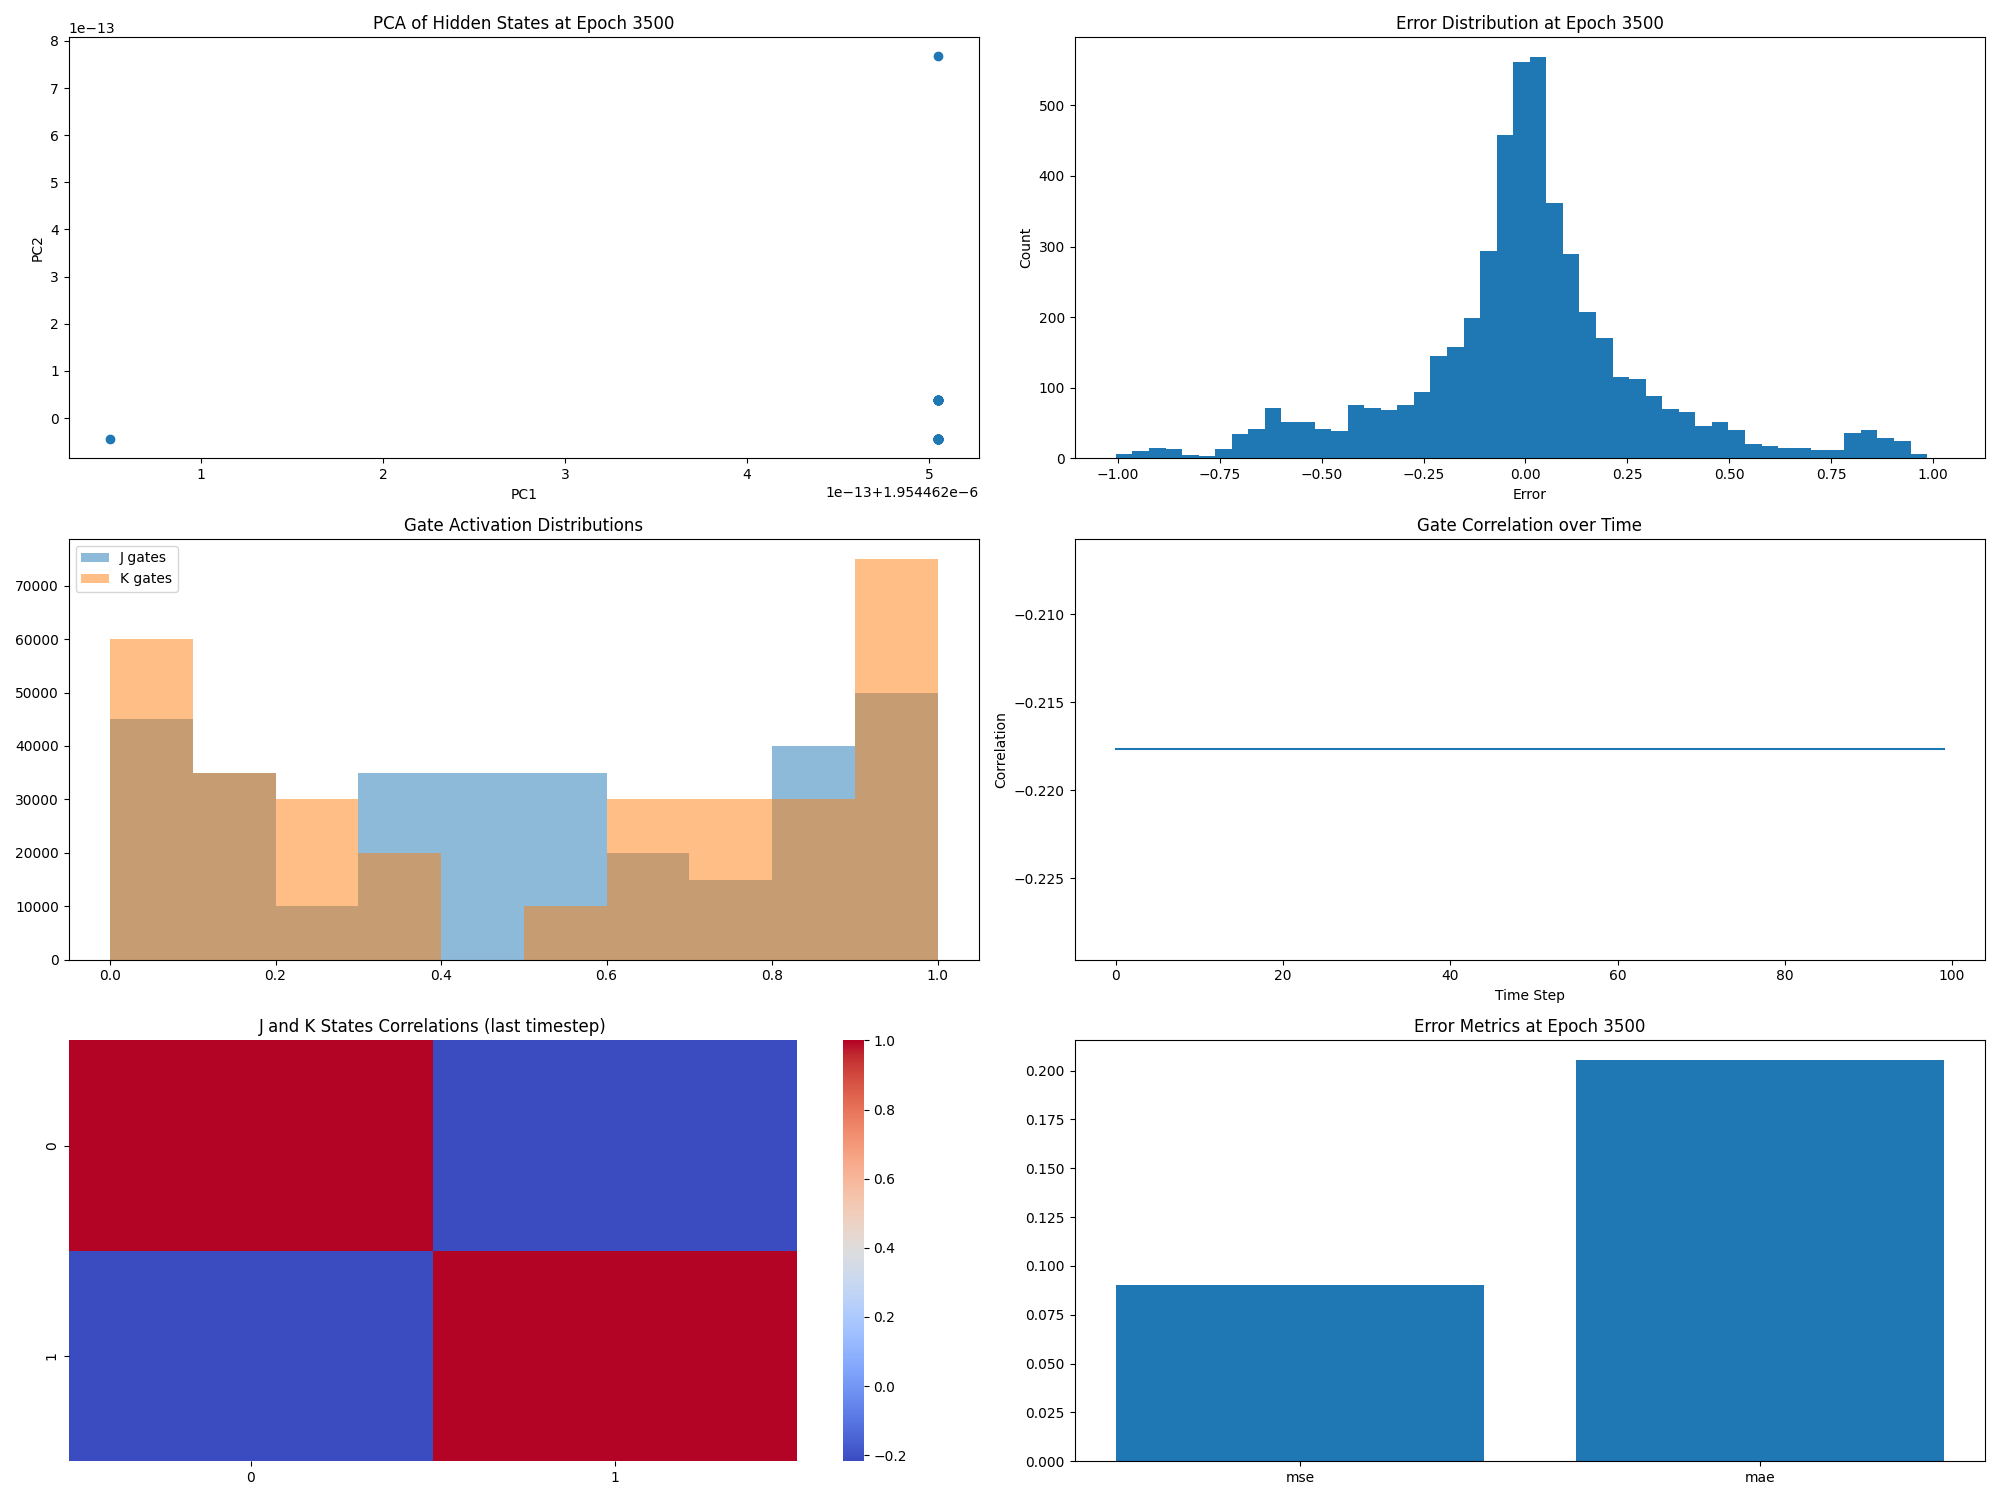 PCA of Hidden States at Epoch 3500
1e−13
8
7
6
5
4
3
2
1
0
PC2
1 2 3 4 5
1e−13+1.954462e−6
PC1
Error Distribution at Epoch 3500
500
400
300
200
100
0
Count
−1.00 −0.75 −0.50 −0.25 0.00 0.25 0.50 0.75 1.00
Error
Gate Activation Distributions
J gates
K gates
70000
60000
50000
40000
30000
20000
10000
0
0.0 0.2 0.4 0.6 0.8 1.0
Gate Correlation over Time
−0.210
−0.215
−0.220
−0.225
Correlation
0 20 40 60 80 100
Time Step
J and K States Correlations (last timestep)
0
1
0 1
1.0
0.8
0.6
0.4
0.2
0.0
−0.2
Error Metrics at Epoch 3500
0.200
0.175
0.150
0.125
0.100
0.075
0.050
0.025
0.000
mse mae